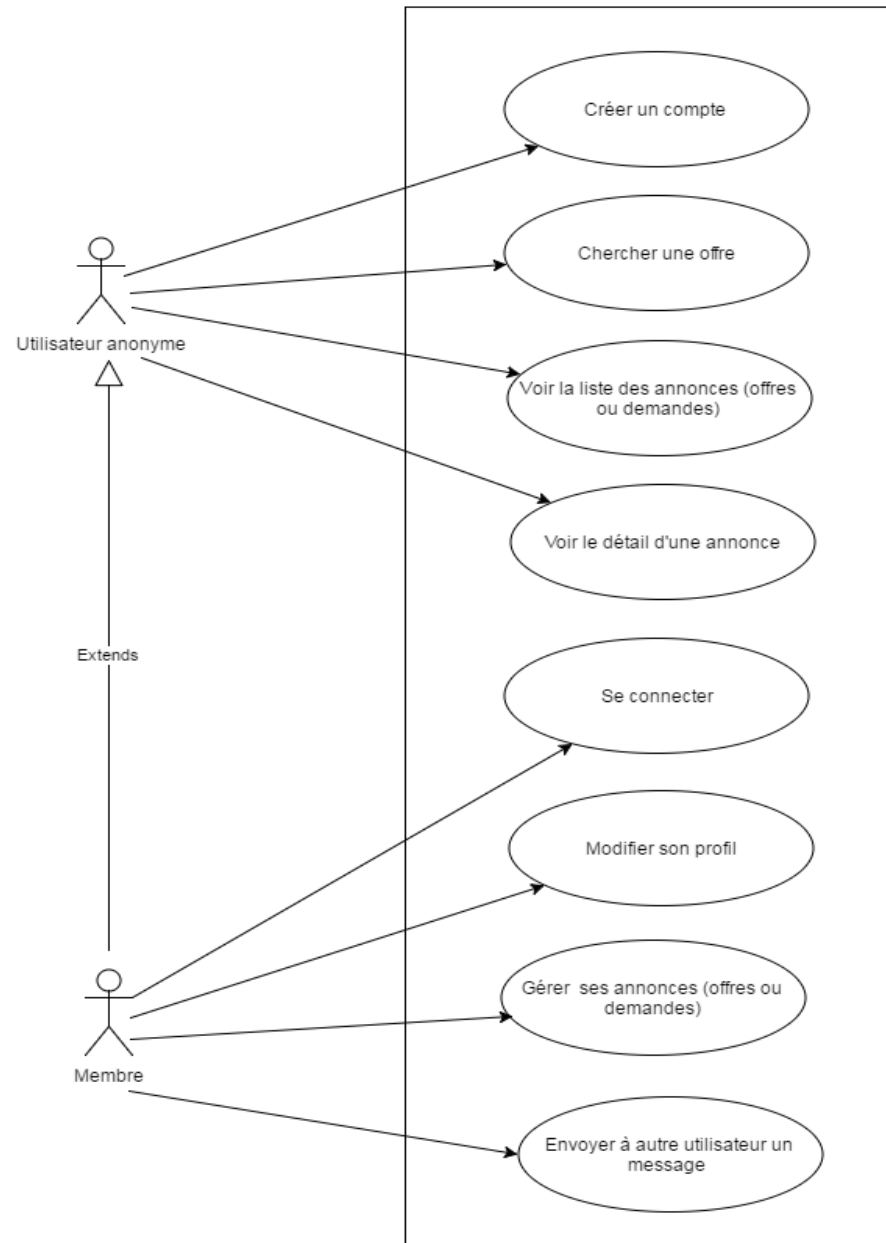 Créer un compte
Chercher une offre
Utilisateur anonyme
Voir la liste des annonces (offres
ou demandes)
Voir le détail d'une annonce
Extends
Se connecter
Modifier son profil
Gérer ses annonces (offres ou
demandes)
Membre
Envoyer à autre utilisateur un
message